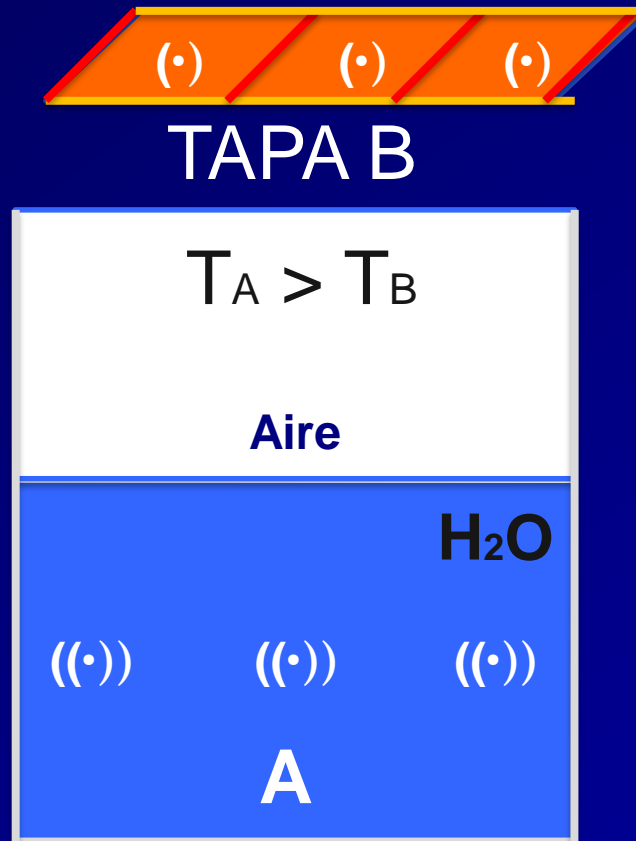 (•) (•) (•)
TAPA B
TA > TB
Aire
H2O
((•)) ((•)) ((•))
A